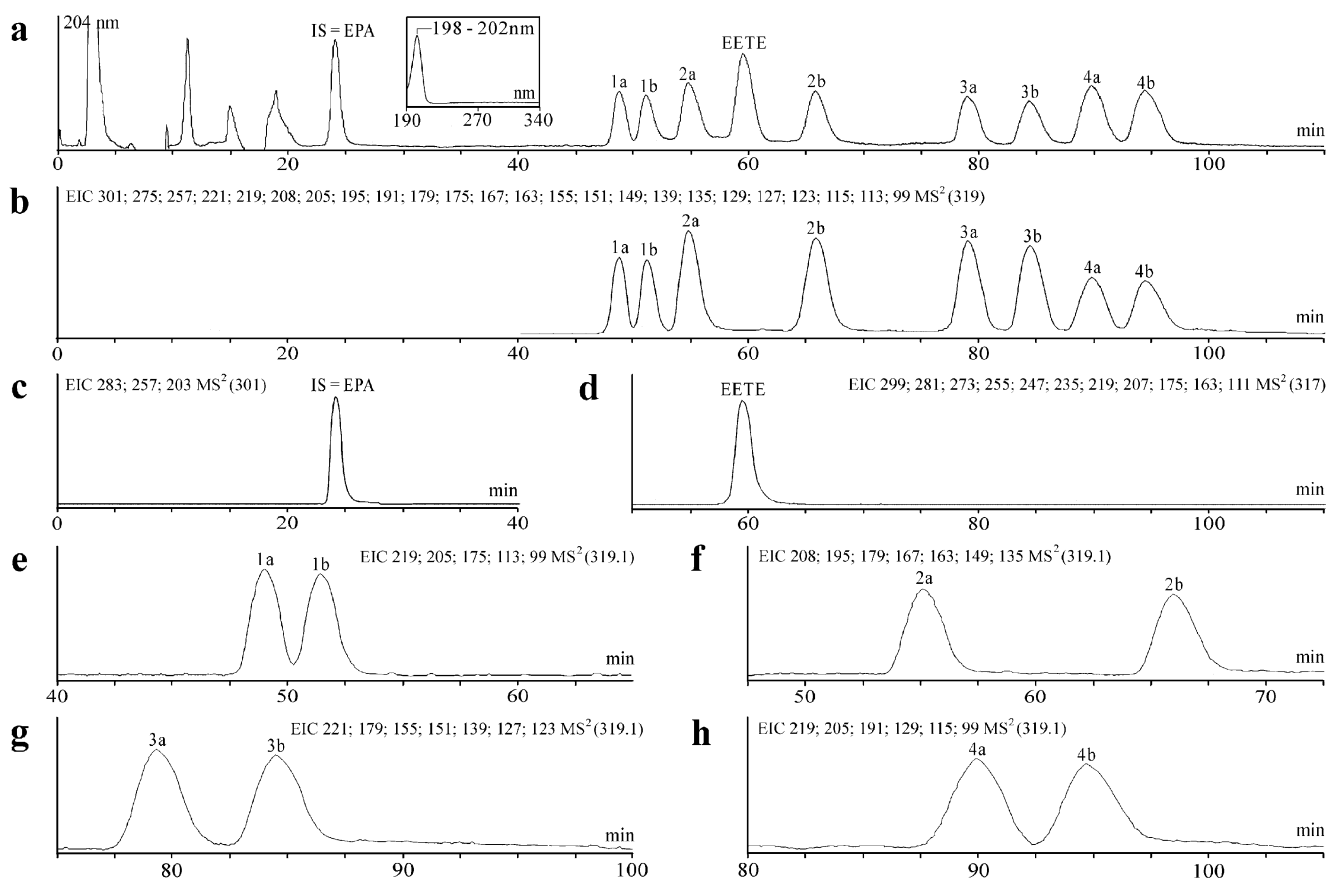 a
204 nm
IS = EPA
198 - 202nm
nm
190 270 340
1a 1b 2a EETE 2b 3a 3b 4a 4b
min
0 20 40 60 80 100
b
EIC 301; 275; 257; 221; 219; 208; 205; 195; 191; 179; 175; 167; 163; 155; 151; 149; 139; 135; 129; 127; 123; 115; 113; 99 MS² (319)
1a 1b 2a 2b 3a 3b 4a 4b
min
0 20 40 60 80 100
c
EIC 283; 257; 203 MS² (301)
IS = EPA
min
0 20 40
d
EETE
EIC 299; 281; 273; 255; 247; 235; 219; 207; 175; 163; 111 MS² (317)
min
60 80 100
e
EIC 219; 205; 175; 113; 99 MS² (319.1)
1a 1b
min
40 50 60
f
EIC 208; 195; 179; 167; 163; 149; 135 MS² (319.1)
2a 2b
min
50 60 70
g
EIC 221; 179; 155; 151; 139; 127; 123 MS² (319.1)
3a 3b
min
80 90 100
h
EIC 219; 205; 191; 129; 115; 99 MS² (319.1)
4a 4b
min
80 90 100